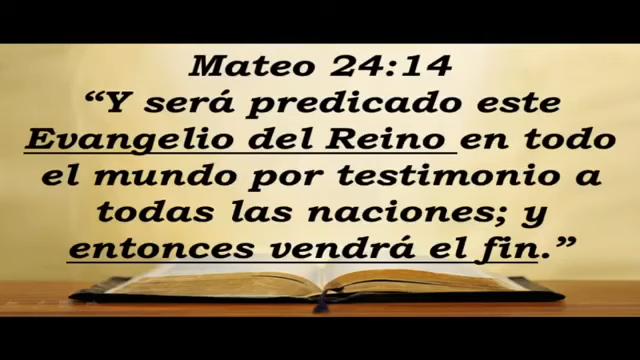 Mateo 24:14
“Y será predicado este
Evangelio del Reino en todo
el mundo por testimonio a
todas las naciones; y
entonces vendrá el fin.”